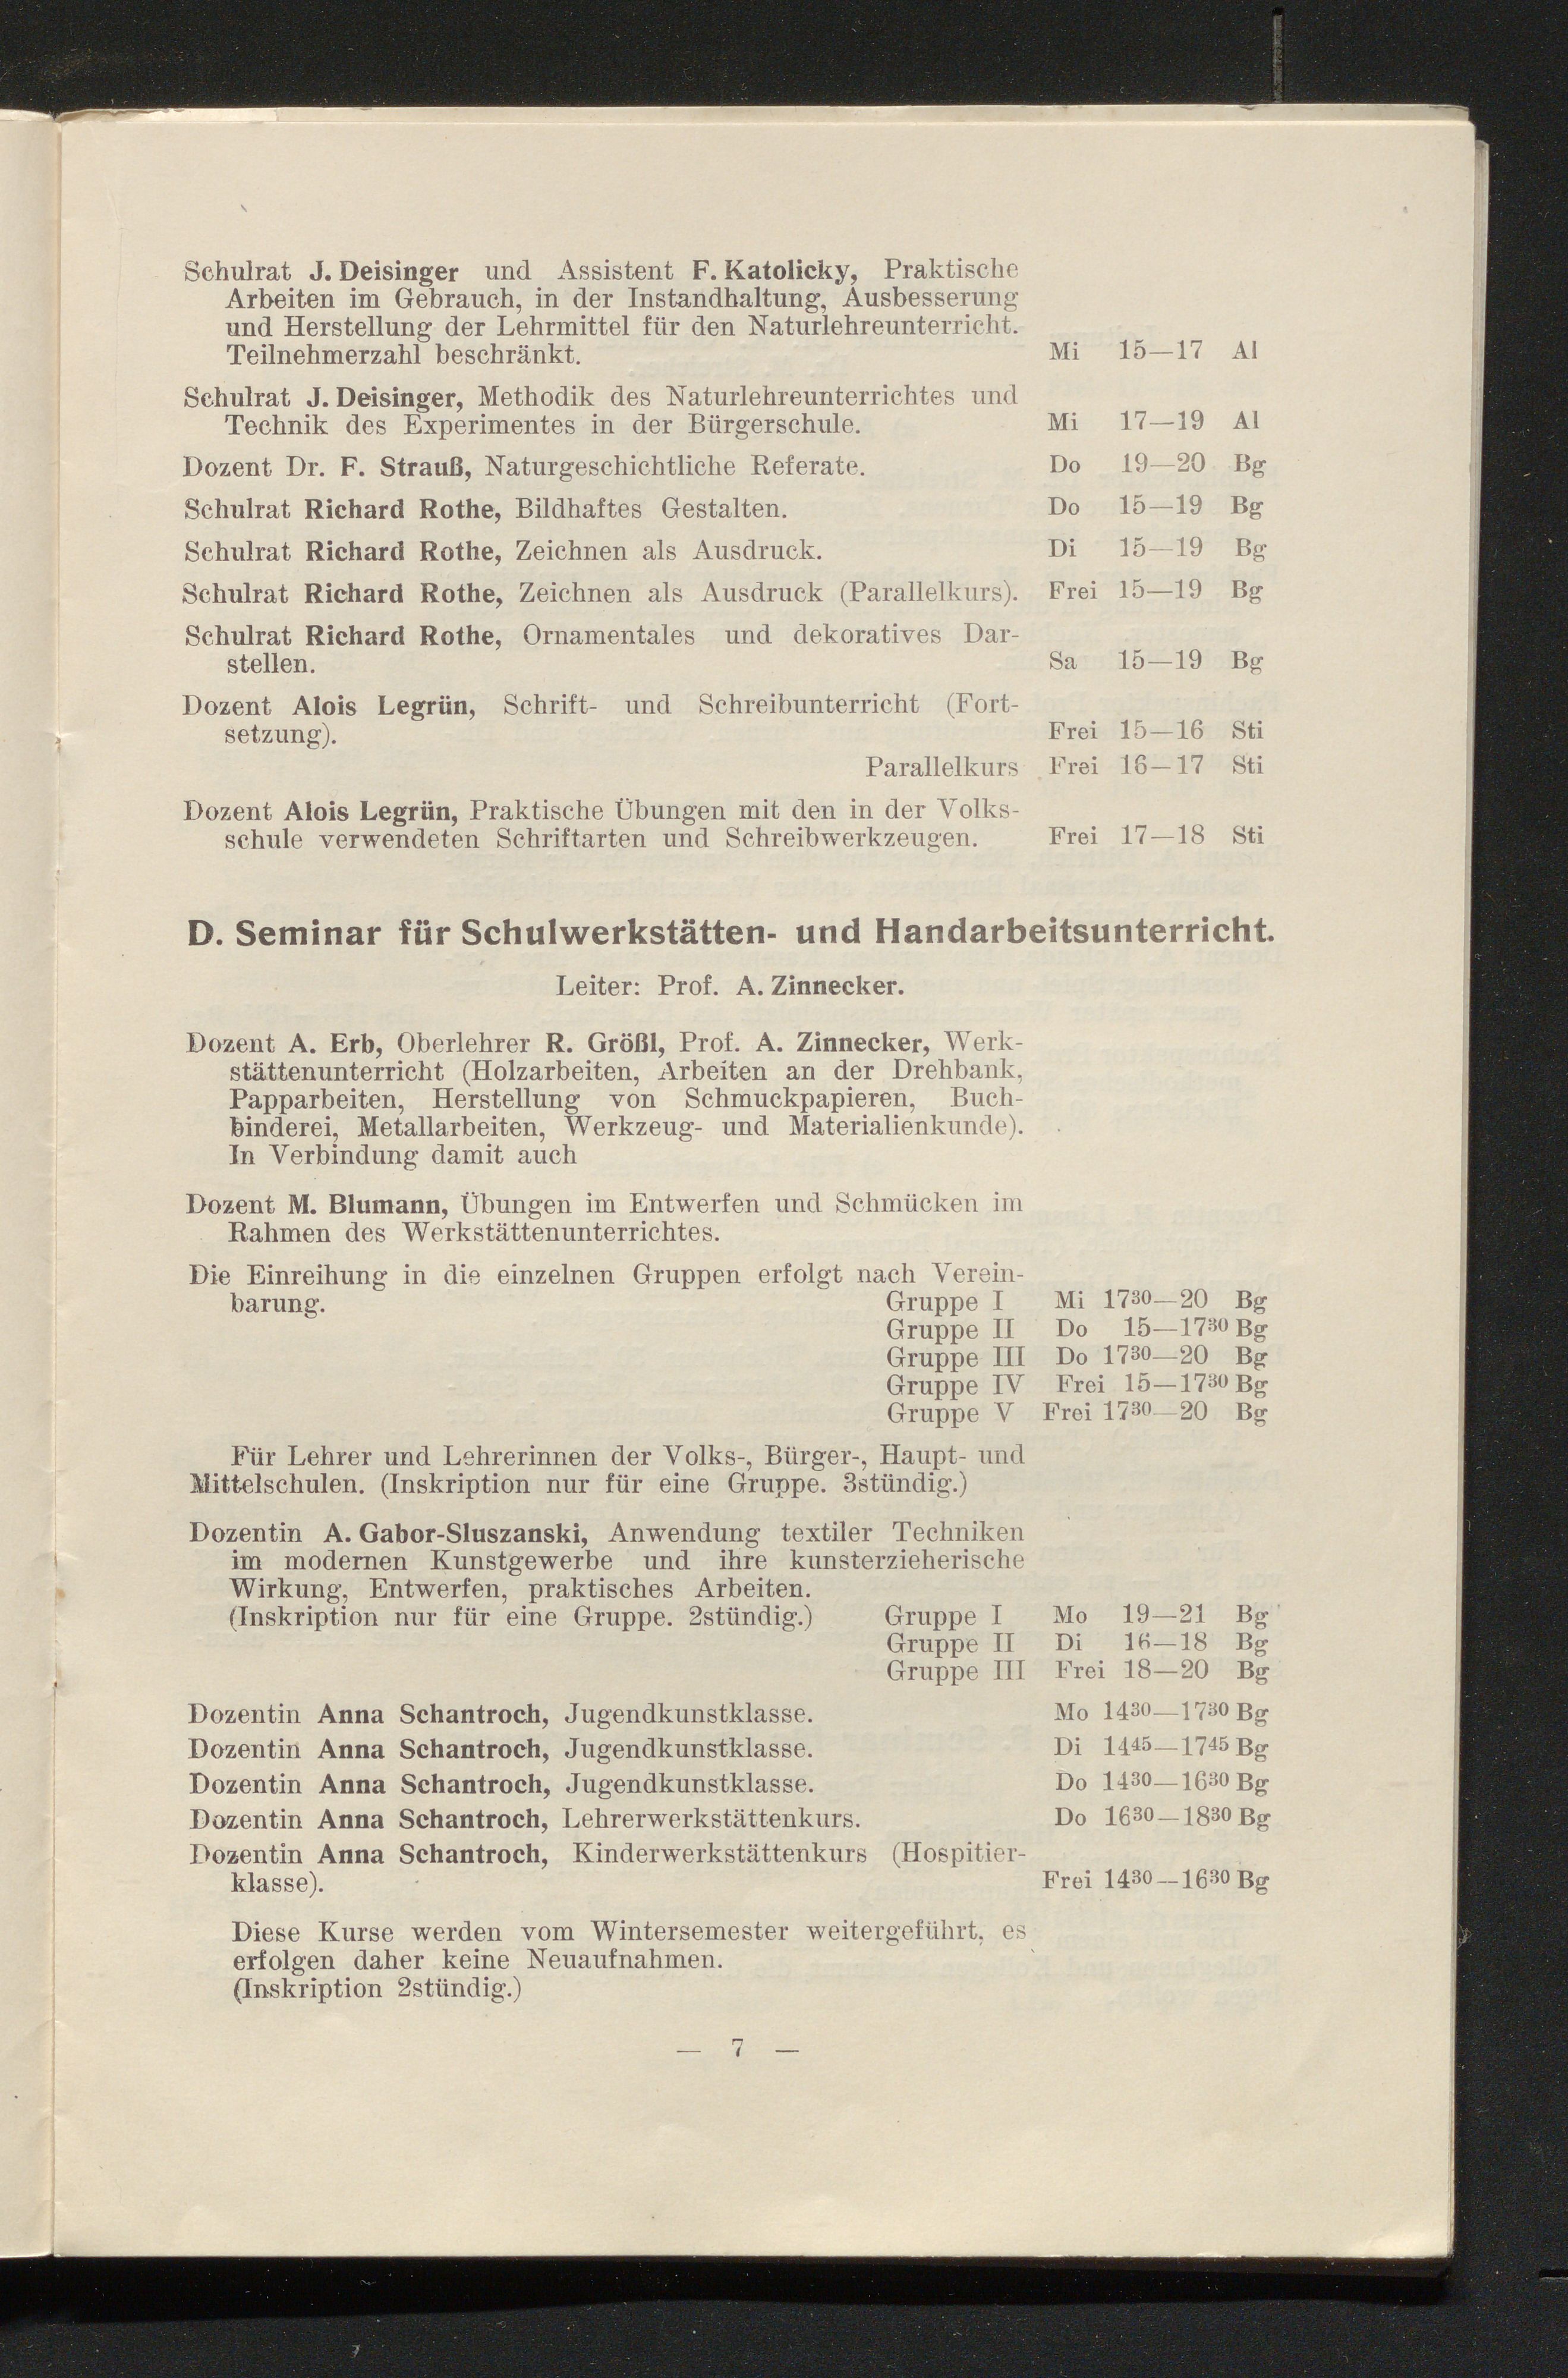 Schulrat J. Deisinger und Assistent F. Katolicky, Praktische
Arbeiten im Gebrauch, in der Instandhaltung, Ausbesserung
und Herstellung der Lehrmittel für den Naturlehreunterricht.
Teilnehmerzahl beschränkt. Mi 15—17 Al
Schulrat J. Deisinger, Methodik des Naturlehreunterrichtes und
Technik des Experimentes in der Bürgerschule. Mi 17—19 Al
Dozent Dr. F. Strauß, Naturgeschichtliche Referate. Do 19—20 Bg
Schulrat Richard Rothe, Bildhaftes Gestalten. Do 15—19 Bg
Schulrat Richard Rothe, Zeichnen als Ausdruck. Di 15—19 Bg
Schulrat Richard Rothe, Zeichnen als Ausdruck (Parallelkurs). Frei 15—19 Bg
Schulrat Richard Rothe, Ornamentales und dekoratives Dar-
stellen. Sa 15—19 Bg
Dozent Alois Legrün, Schrift- und Schreibunterricht (Fort-
setzung). Frei 15—16 Sti
Parallelkurs Frei 16—17 Sti
Dozent Alois Legrün, Praktische Übungen mit den in der Volks-
schule verwendeten Schriftarten und Schreibwerkzeugen. Frei 17—18 Sti
D. Seminar für Schulwerkstätten- und Handarbeitsunterricht.
Leiter: Prof. A. Zinnecker.
Dozent A. Erb, Oberlehrer R. Größl, Prof. A. Zinnecker, Werk-
stättenunterricht (Holzarbeiten, Arbeiten an der Drehbank,
Papparbeiten, Herstellung von Schmuckpapieren, Buch-
binderei, Metallarbeiten, Werkzeug- und Materialienkunde).
In Verbindung damit auch
Dozent M. Blumann, Übungen im Entwerfen und Schmücken im
Rahmen des Werkstättenunterrichtes.
Die Einreihung in die einzelnen Gruppen erfolgt nach Verein-
barung. Gruppe I Mi 17³⁰—20 Bg
Gruppe II Do 15—17³⁰ Bg
Gruppe III Do 17³⁰—20 Bg
Gruppe IV Frei 15—17³⁰ Bg
Gruppe V Frei 17³⁰—20 Bg
Für Lehrer und Lehrerinnen der Volks-, Bürger-, Haupt- und
Mittelschulen. (Inskription nur für eine Gruppe. 3stündig.)
Dozentin A. Gabor-Sluszanski, Anwendung textiler Techniken
im modernen Kunstgewerbe und ihre kunsterzieherische
Wirkung, Entwerfen, praktisches Arbeiten.
(Inskription nur für eine Gruppe. 2stündig.) Gruppe I Mo 19—21 Bg
Gruppe II Di 16—18 Bg
Gruppe III Frei 18—20 Bg
Dozentin Anna Schantroch, Jugendkunstklasse. Mo 14³⁰—17³⁰ Bg
Dozentin Anna Schantroch, Jugendkunstklasse. Di 14⁴⁵—17⁴⁵ Bg
Dozentin Anna Schantroch, Jugendkunstklasse. Do 14³⁰—16³⁰ Bg
Dozentin Anna Schantroch, Lehrerwerkstättenkurs. Do 16³⁰—18³⁰ Bg
Dozentin Anna Schantroch, Kinderwerkstättenkurs (Hospitier-
klasse). Frei 14³⁰—16³⁰ Bg
Diese Kurse werden vom Wintersemester weitergeführt, es
erfolgen daher keine Neuaufnahmen.
(Inskription 2stündig.)
— 7 —